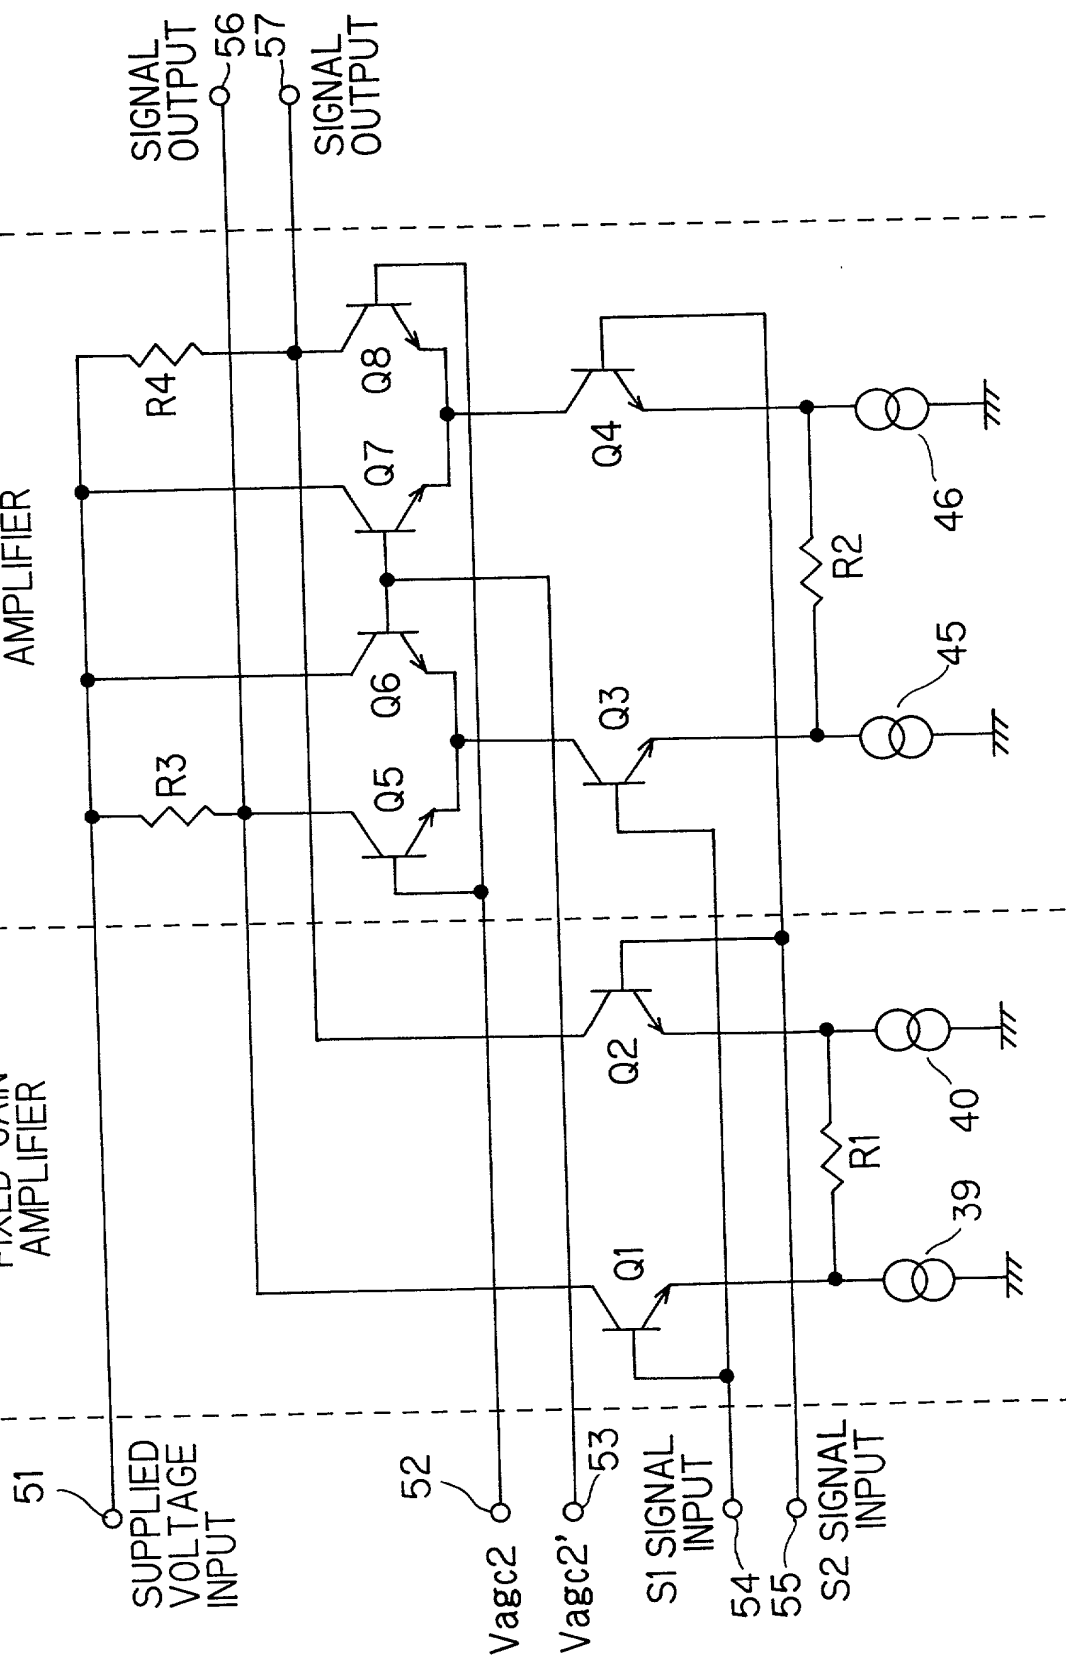 AMPLIFIER
AMPLIFIER
51
SUPPLIED
VOLTAGE
INPUT
R3
R4
SIGNAL
OUTPUT
56
57
SIGNAL
OUTPUT
Q5
Q6
Q7
Q8
52
Vagc2
53
Vagc2'
Q1
Q2
Q3
Q4
S1 SIGNAL
INPUT
54
55
S2 SIGNAL
INPUT
R1
R2
39
40
45
46